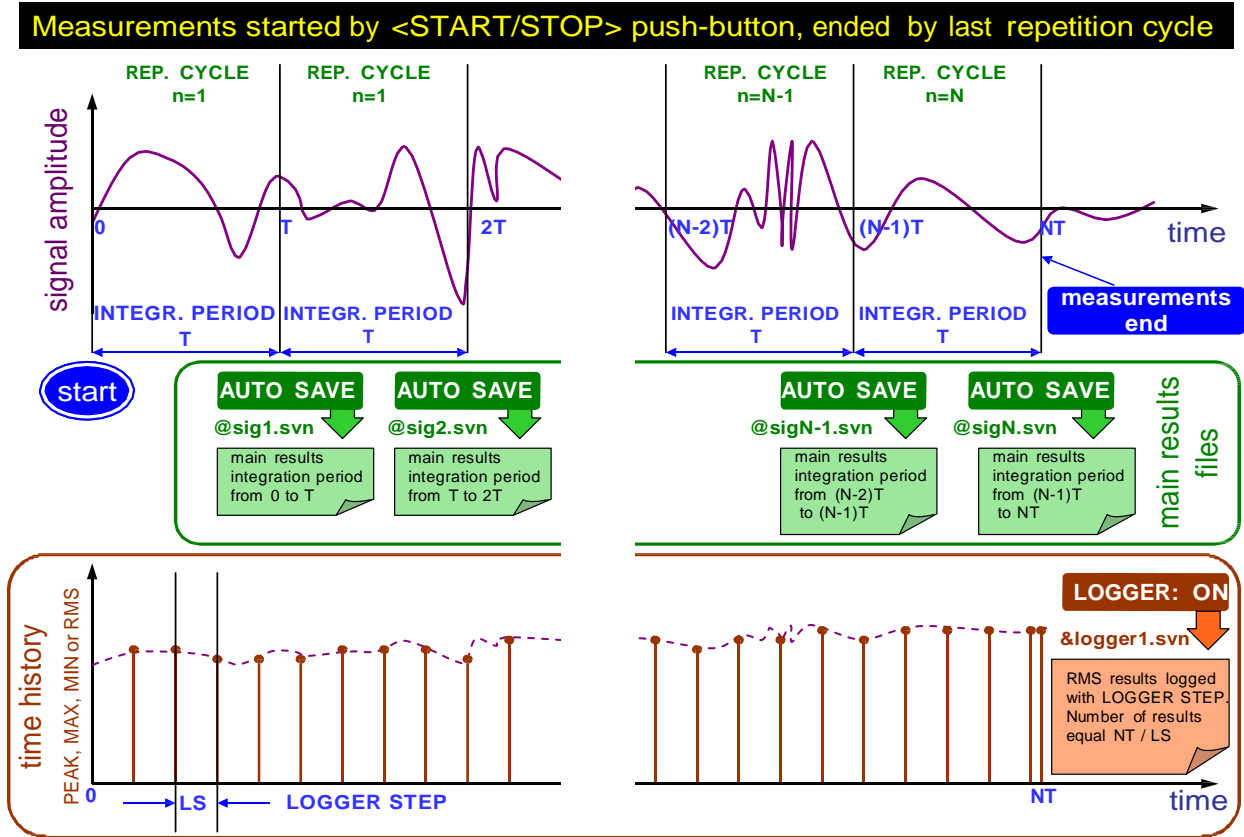 Measurements started by <START/STOP> push-button, ended by last repetition cycle
REP. CYCLE
n=1
REP. CYCLE
n=1
REP. CYCLE
n=N-1
REP. CYCLE
n=N
signal amplitude
0
T
2T
(N-2)T
(N-1)T
NT
time
INTEGR. PERIOD
T
INTEGR. PERIOD
T
INTEGR. PERIOD
T
INTEGR. PERIOD
T
measurements
end
start
AUTO SAVE
@sig1.svn
main results
integration period
from 0 to T
AUTO SAVE
@sig2.svn
main results
integration period
from T to 2T
AUTO SAVE
@sigN-1.svn
main results
integration period
from (N-2)T
to (N-1)T
AUTO SAVE
@sigN.svn
main results
integration period
from (N-1)T
to NT
main results
files
time history
PEAK, MAX, MIN or RMS
LOGGER: ON
&logger1.svn
RMS results logged
with LOGGER STEP.
Number of results
equal NT / LS
0
LS
LOGGER STEP
NT
time